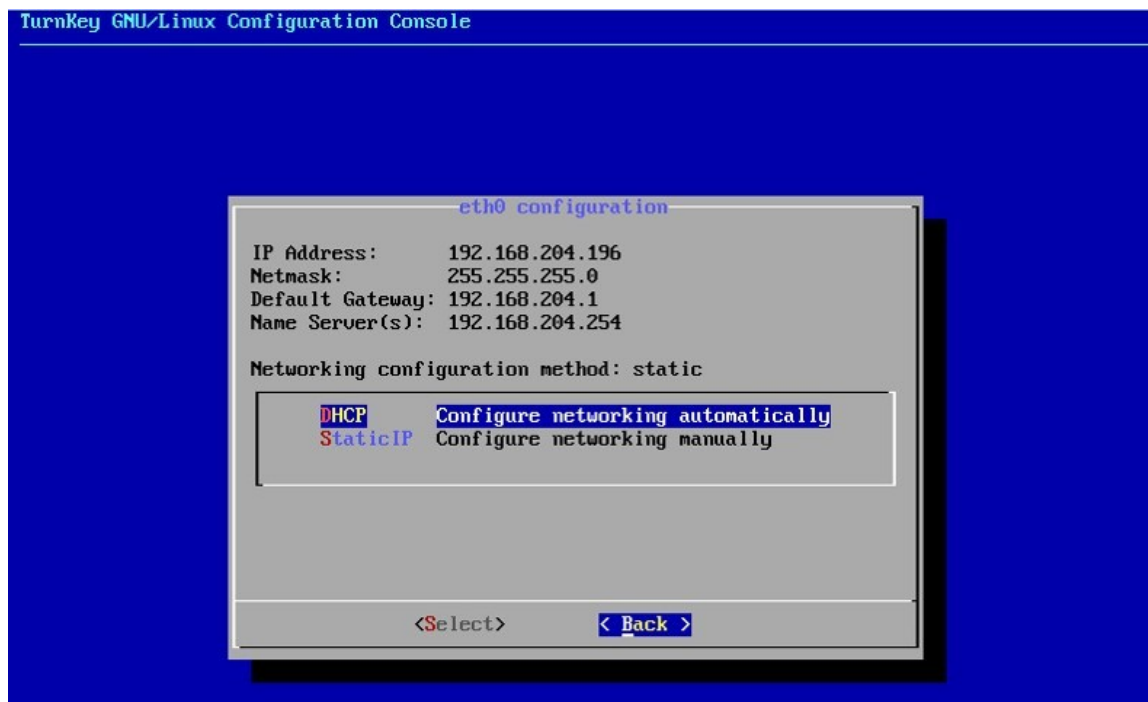 TurnKey GNU/Linux Configuration Console
eth0 configuration
IP Address: 192.168.204.196
Netmask: 255.255.255.0
Default Gateway: 192.168.204.1
Name Server(s): 192.168.204.254
Networking configuration method: static
DHCP Configure networking automatically
StaticIP Configure networking manually
<Select> < Back >